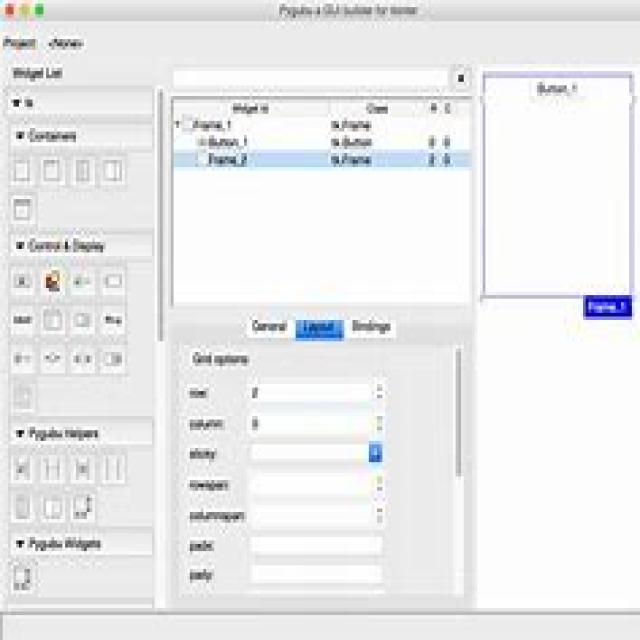 Pygubu a GUI builder for tkinter
Project: <None>
Widget List
tk
Containers
Control & Display
Pygubu Helpers
Pygubu Widgets
Widget Id Class R C
Frame_1 tk.Frame
Button_1 tk.Button 0 0
Frame_2 tk.Frame 2 0
General Layout Bindings
Grid options
row: 2
column: 0
sticky:
rowspan:
columnspan:
padx:
pady:
Button_1
Frame_1